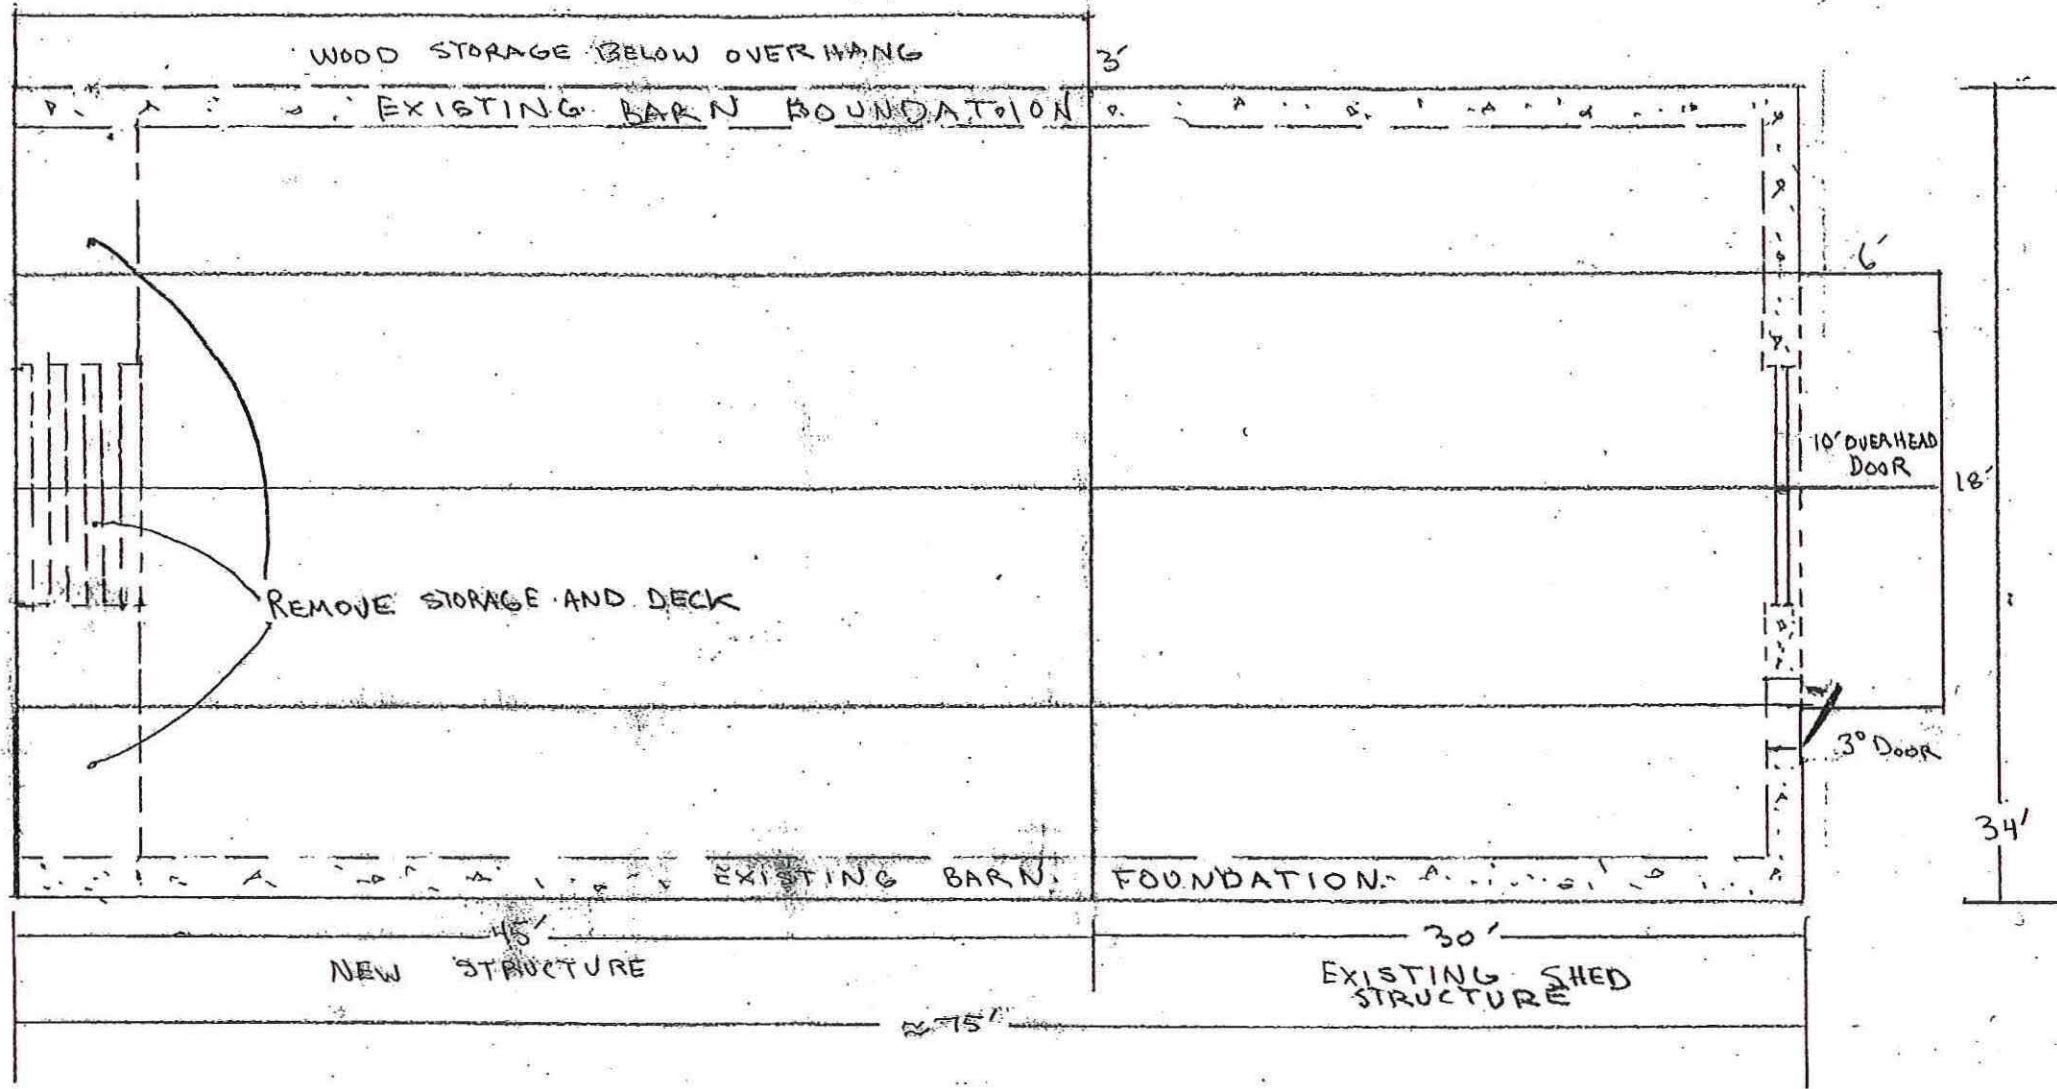 WOOD STORAGE BELOW OVERHANG
3'
EXISTING BARN BOUNDATOION
6'
10' OVERHEAD
DOOR
18'
REMOVE STORAGE AND DECK
3° DOOR
34'
EXISTING BARN FOUNDATION
45'
30'
NEW STRUCTURE
EXISTING SHED
STRUCTURE
≈ 75'